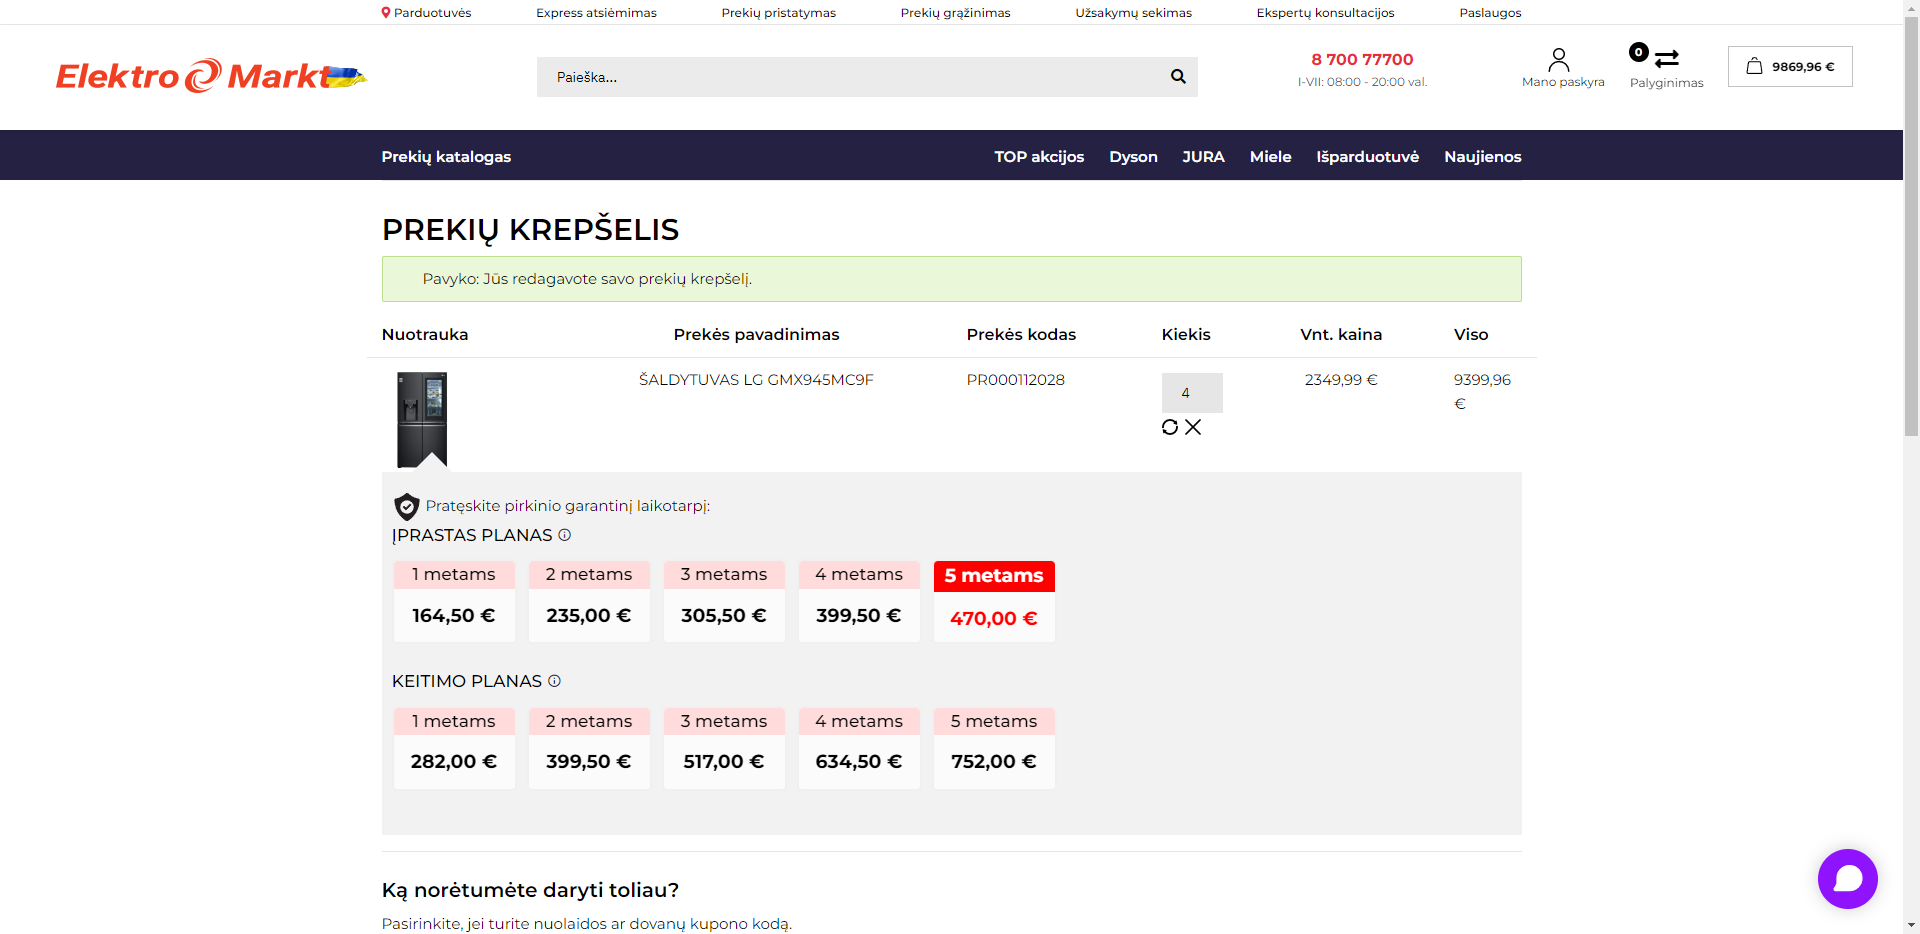 Parduotuvės Express atsiėmimas Prekių pristatymas Prekių grąžinimas Užsakymų sekimas Ekspertų konsultacijos Paslaugos
Elektro Markt
Paieška...
8 700 77700
I-VII: 08:00 - 20:00 val.
Mano paskyra
0
Palyginimas
9869,96 €
Prekių katalogas TOP akcijos Dyson JURA Miele Išparduotuvė Naujienos
PREKIŲ KREPŠELIS
Pavyko: Jūs redagavote savo prekių krepšelį.
Nuotrauka Prekės pavadinimas Prekės kodas Kiekis Vnt. kaina Viso
ŠALDYTUVAS LG GMX945MC9F PR000112028 4 2349,99 € 9399,96
€
Pratęskite pirkinio garantinį laikotarpį:
ĮPRASTAS PLANAS
1 metams 2 metams 3 metams 4 metams 5 metams
164,50 € 235,00 € 305,50 € 399,50 € 470,00 €
KEITIMO PLANAS
1 metams 2 metams 3 metams 4 metams 5 metams
282,00 € 399,50 € 517,00 € 634,50 € 752,00 €
Ką norėtumėte daryti toliau?
Pasirinkite, jei turite nuolaidos ar dovanų kupono kodą.